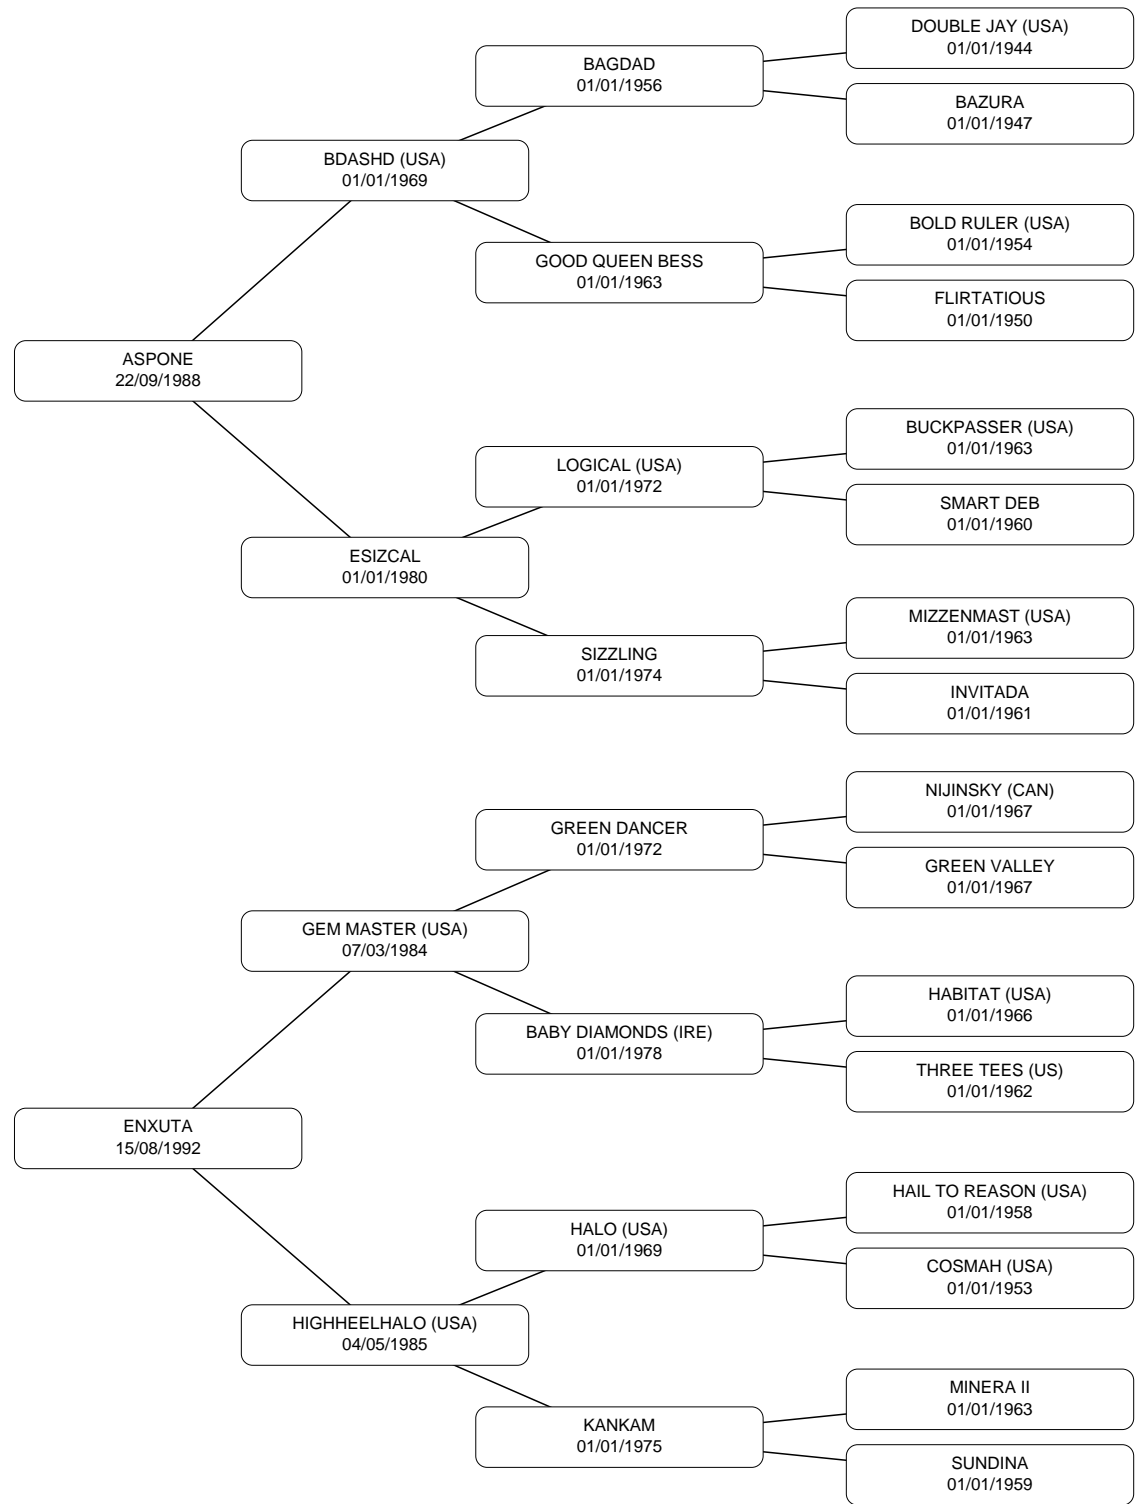 DOUBLE JAY (USA)
01/01/1944
BAGDAD
01/01/1956
BAZURA
01/01/1947
BDASHD (USA)
01/01/1969
BOLD RULER (USA)
01/01/1954
GOOD QUEEN BESS
01/01/1963
FLIRTATIOUS
01/01/1950
ASPONE
22/09/1988
BUCKPASSER (USA)
01/01/1963
LOGICAL (USA)
01/01/1972
SMART DEB
01/01/1960
ESIZCAL
01/01/1980
MIZZENMAST (USA)
01/01/1963
SIZZLING
01/01/1974
INVITADA
01/01/1961
NIJINSKY (CAN)
01/01/1967
GREEN DANCER
01/01/1972
GREEN VALLEY
01/01/1967
GEM MASTER (USA)
07/03/1984
HABITAT (USA)
01/01/1966
BABY DIAMONDS (IRE)
01/01/1978
THREE TEES (US)
01/01/1962
ENXUTA
15/08/1992
HAIL TO REASON (USA)
01/01/1958
HALO (USA)
01/01/1969
COSMAH (USA)
01/01/1953
HIGHHEELHALO (USA)
04/05/1985
MINERA II
01/01/1963
KANKAM
01/01/1975
SUNDINA
01/01/1959